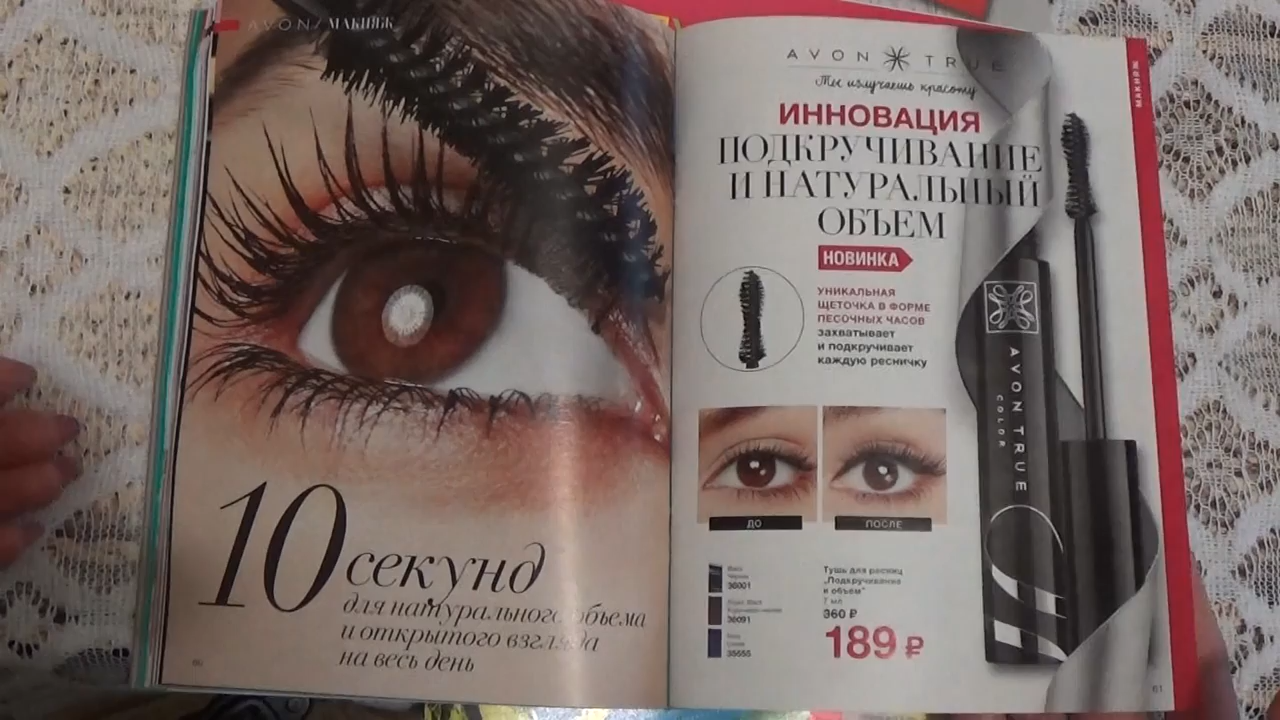 AVON / МАКИЯЖ
10 секунд
для натурального объема
и открытого взгляда
на весь день
60
AVON TRUE
Ты излучаешь красоту
ИННОВАЦИЯ
ПОДКРУЧИВАНИЕ
И НАТУРАЛЬНЫЙ
ОБЪЕМ
НОВИНКА
УНИКАЛЬНАЯ
ЩЕТОЧКА В ФОРМЕ
ПЕСОЧНЫХ ЧАСОВ
захватывает
и подкручивает
каждую ресничку
ДО
ПОСЛЕ
36001
36091
Тушь для ресниц
„Подкручивание
и объем"
7 мл
360 ₽
189 ₽
AVON TRUE
COLOR
МАКИЯЖ
61